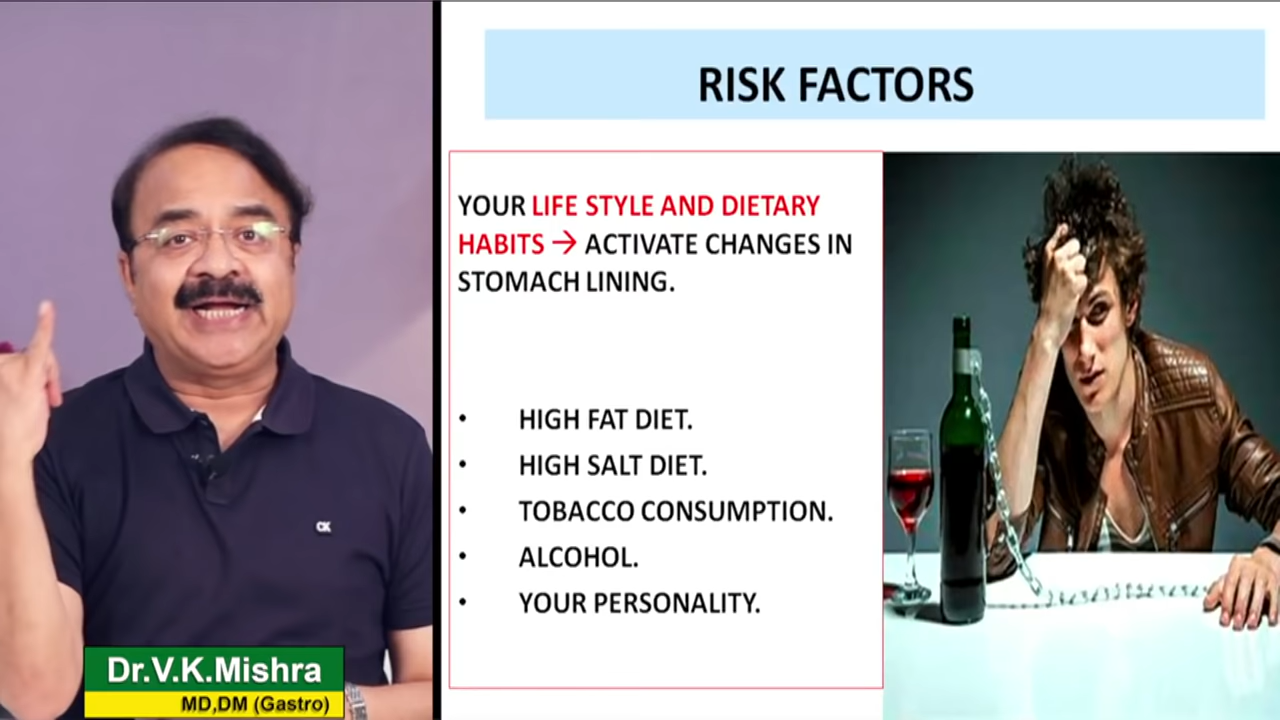 RISK FACTORS
YOUR LIFE STYLE AND DIETARY
HABITS → ACTIVATE CHANGES IN
STOMACH LINING.
• HIGH FAT DIET.
• HIGH SALT DIET.
• TOBACCO CONSUMPTION.
• ALCOHOL.
• YOUR PERSONALITY.
CK
Dr.V.K.Mishra
MD,DM (Gastro)